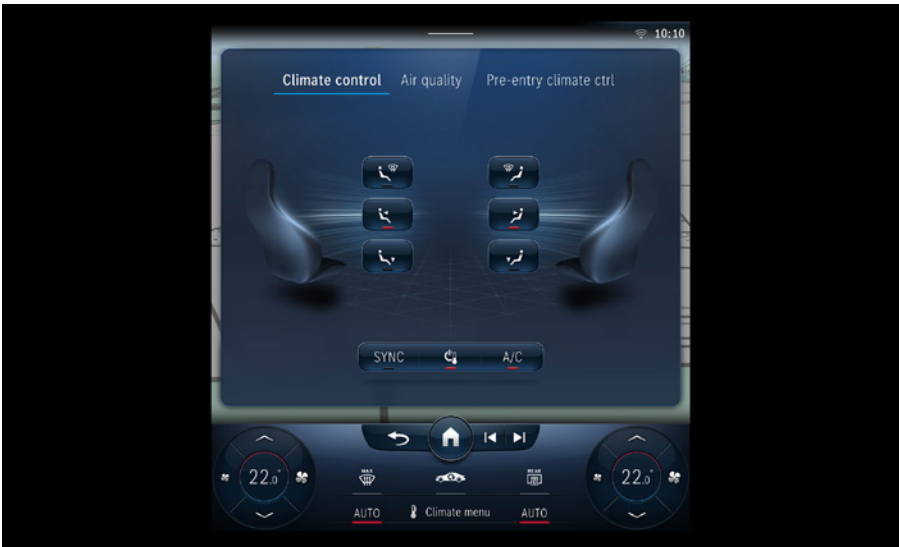 10:10
Climate control Air quality Pre-entry climate ctrl
SYNC A/C
22.0° 22.0°
MAX REAR
AUTO Climate menu AUTO